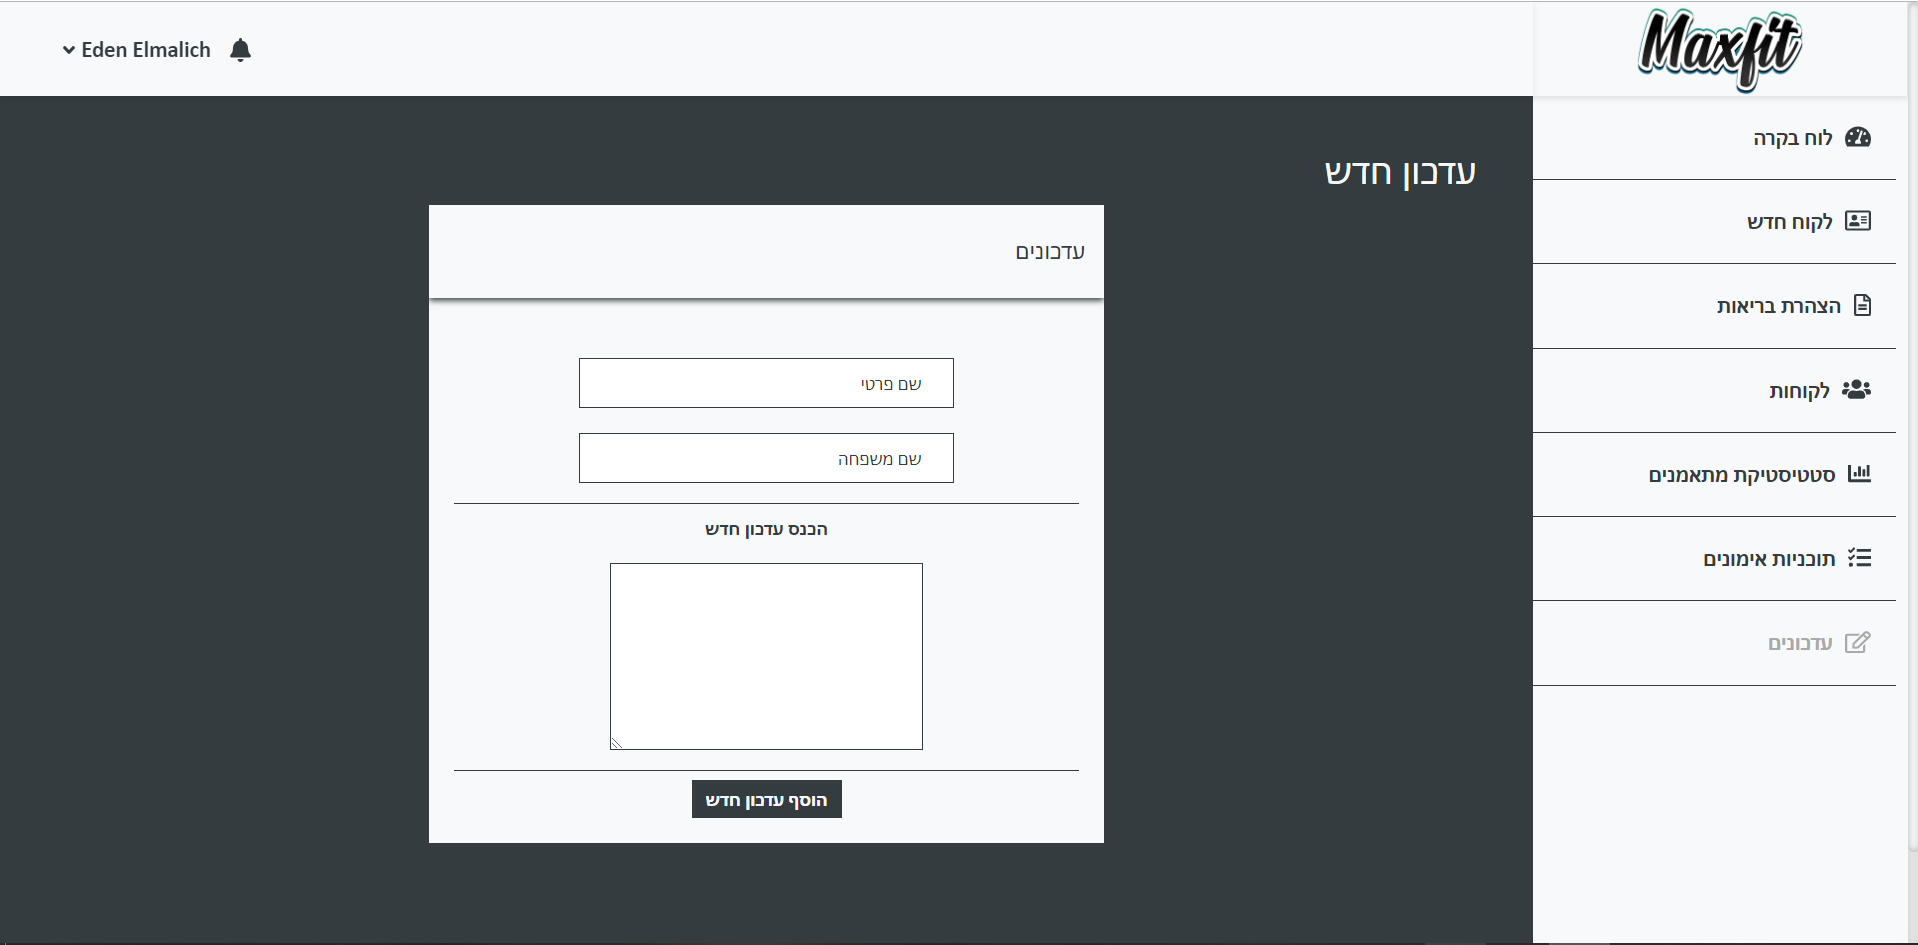 Maxfit
Eden Elmalich
לוח בקרה
לקוח חדש
הצהרת בריאות
לקוחות
סטטיסטיקת מתאמנים
תוכניות אימונים
עדכונים
עדכון חדש
עדכונים
שם פרטי
שם משפחה
הכנס עדכון חדש
הוסף עדכון חדש